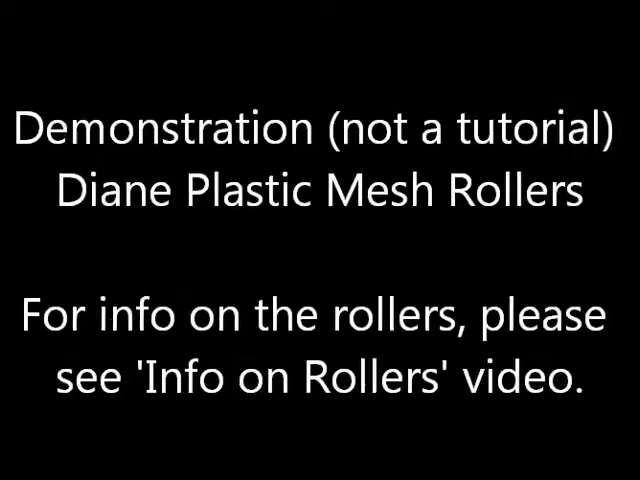 Demonstration (not a tutorial)
Diane Plastic Mesh Rollers
For info on the rollers, please
see 'Info on Rollers' video.